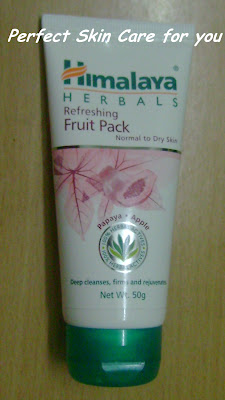 Perfect Skin Care for you
Himalaya
HERBALS
Refreshing
Fruit Pack
Normal to Dry Skin
Papaya • Apple
Deep cleanses, firms and rejuvenates
Net Wt. 50g